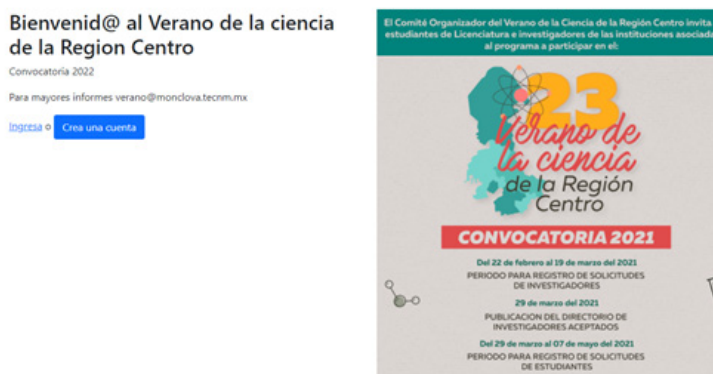 Bienvenid@ al Verano de la ciencia
de la Region Centro
Convocatoria 2022
Para mayores informes verano@monclova.tecnm.mx
Ingresa o Crea una cuenta
El Comité Organizador del Verano de la Ciencia de la Región Centro invita
estudiantes de Licenciatura e investigadores de las instituciones asociada
al programa a participar en el:
23
Verano de
la ciencia
de la Región
Centro
CONVOCATORIA 2021
Del 22 de febrero al 19 de marzo del 2021
PERIODO PARA REGISTRO DE SOLICITUDES
DE INVESTIGADORES
29 de marzo del 2021
PUBLICACION DEL DIRECTORIO DE
INVESTIGADORES ACEPTADOS
Del 29 de marzo al 07 de mayo del 2021
PERIODO PARA REGISTRO DE SOLICITUDES
DE ESTUDIANTES